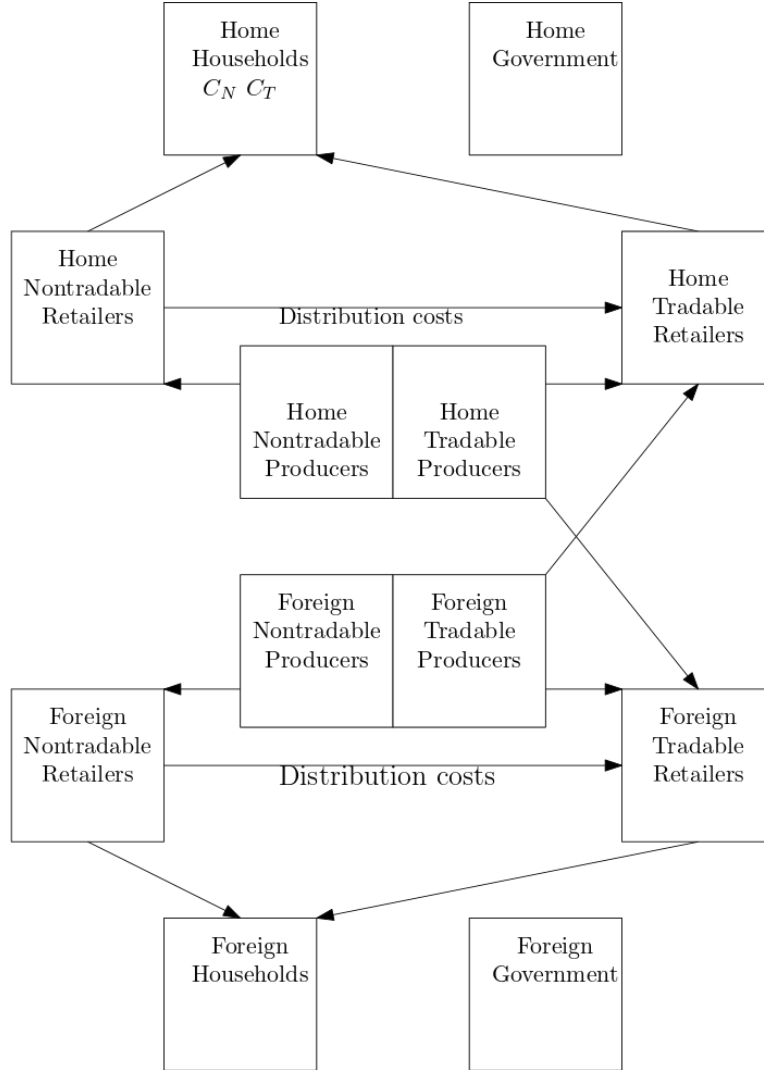 Home
Households
C_N C_T
Home
Government
Home
Nontradable
Retailers
Home
Tradable
Retailers
Distribution costs
Home
Nontradable
Producers
Home
Tradable
Producers
Foreign
Nontradable
Producers
Foreign
Tradable
Producers
Foreign
Nontradable
Retailers
Foreign
Tradable
Retailers
Distribution costs
Foreign
Households
Foreign
Government